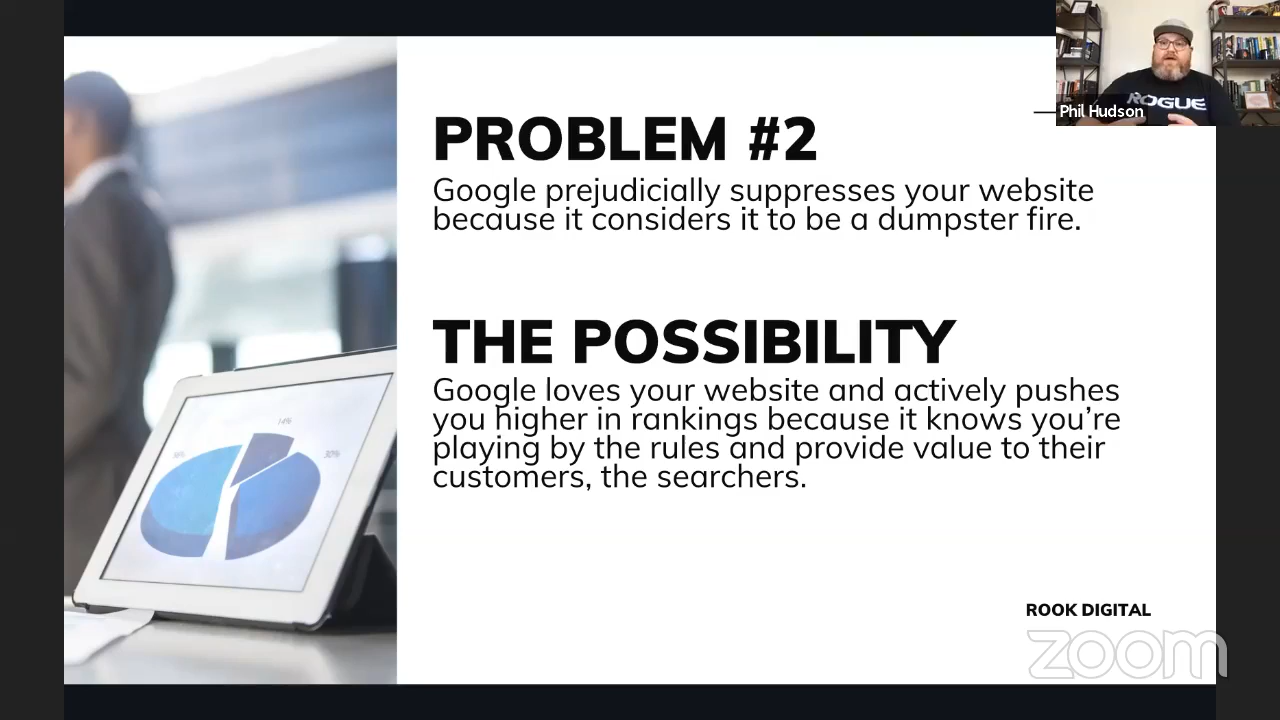 PROBLEM #2
Google prejudicially suppresses your website
because it considers it to be a dumpster fire.
THE POSSIBILITY
Google loves your website and actively pushes
you higher in rankings because it knows you’re
playing by the rules and provide value to their
customers, the searchers.
ROOK DIGITAL
zoom
Phil Hudson
ROGUE
14%
30%